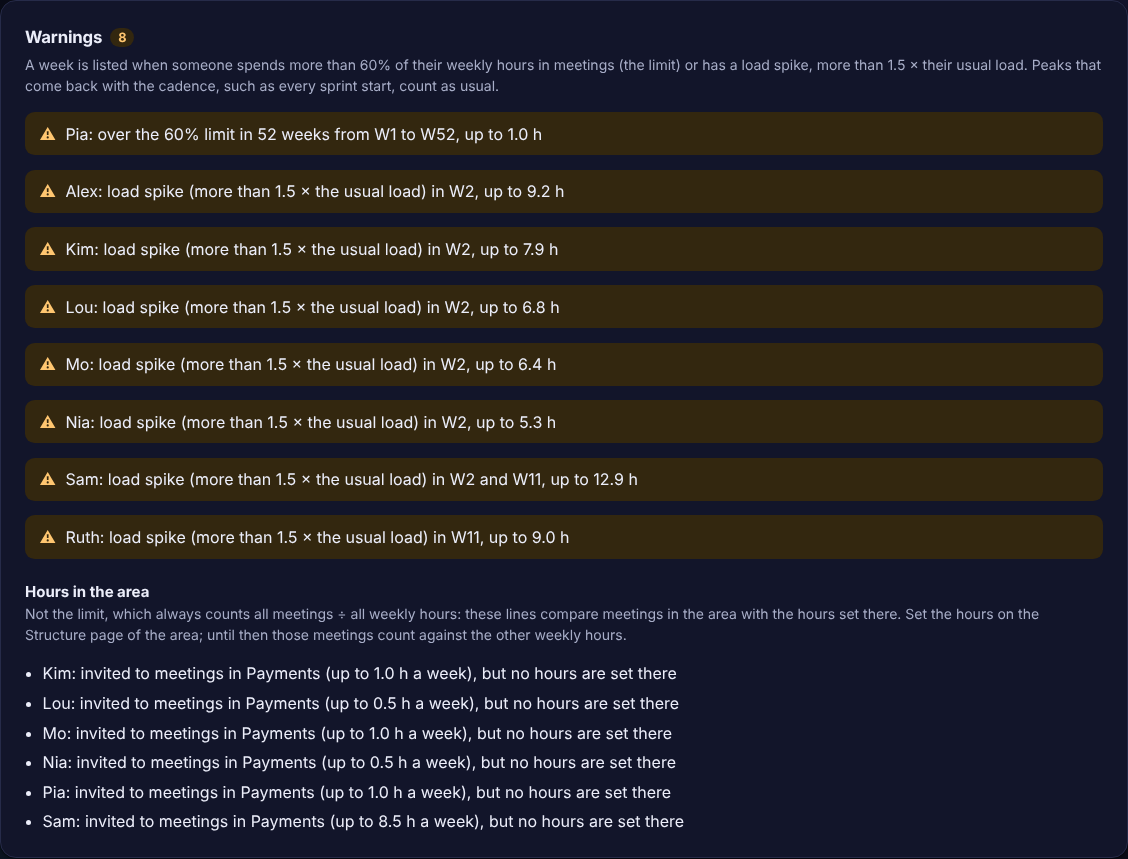 Warnings 8
A week is listed when someone spends more than 60% of their weekly hours in meetings (the limit) or has a load spike, more than 1.5 × their usual load. Peaks that
come back with the cadence, such as every sprint start, count as usual.
Pia: over the 60% limit in 52 weeks from W1 to W52, up to 1.0 h
Alex: load spike (more than 1.5 × the usual load) in W2, up to 9.2 h
Kim: load spike (more than 1.5 × the usual load) in W2, up to 7.9 h
Lou: load spike (more than 1.5 × the usual load) in W2, up to 6.8 h
Mo: load spike (more than 1.5 × the usual load) in W2, up to 6.4 h
Nia: load spike (more than 1.5 × the usual load) in W2, up to 5.3 h
Sam: load spike (more than 1.5 × the usual load) in W2 and W11, up to 12.9 h
Ruth: load spike (more than 1.5 × the usual load) in W11, up to 9.0 h
Hours in the area
Not the limit, which always counts all meetings ÷ all weekly hours: these lines compare meetings in the area with the hours set there. Set the hours on the
Structure page of the area; until then those meetings count against the other weekly hours.
• Kim: invited to meetings in Payments (up to 1.0 h a week), but no hours are set there
• Lou: invited to meetings in Payments (up to 0.5 h a week), but no hours are set there
• Mo: invited to meetings in Payments (up to 1.0 h a week), but no hours are set there
• Nia: invited to meetings in Payments (up to 0.5 h a week), but no hours are set there
• Pia: invited to meetings in Payments (up to 1.0 h a week), but no hours are set there
• Sam: invited to meetings in Payments (up to 8.5 h a week), but no hours are set there